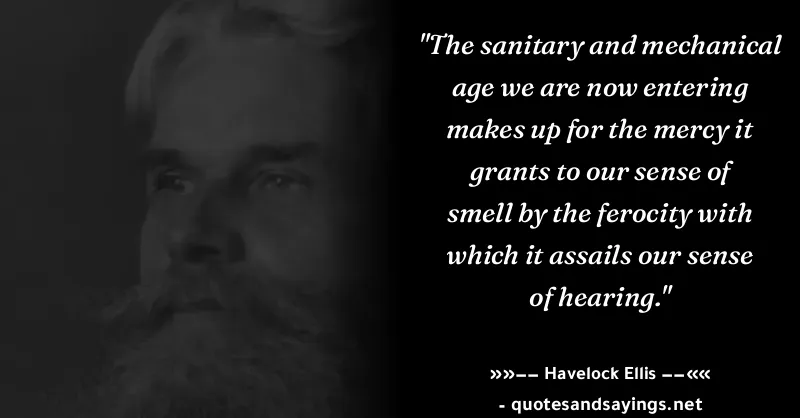 "The sanitary and mechanical
age we are now entering
makes up for the mercy it
grants to our sense of
smell by the ferocity with
which it assails our sense
of hearing."
»»–– Havelock Ellis ––««
- quotesandsayings.net